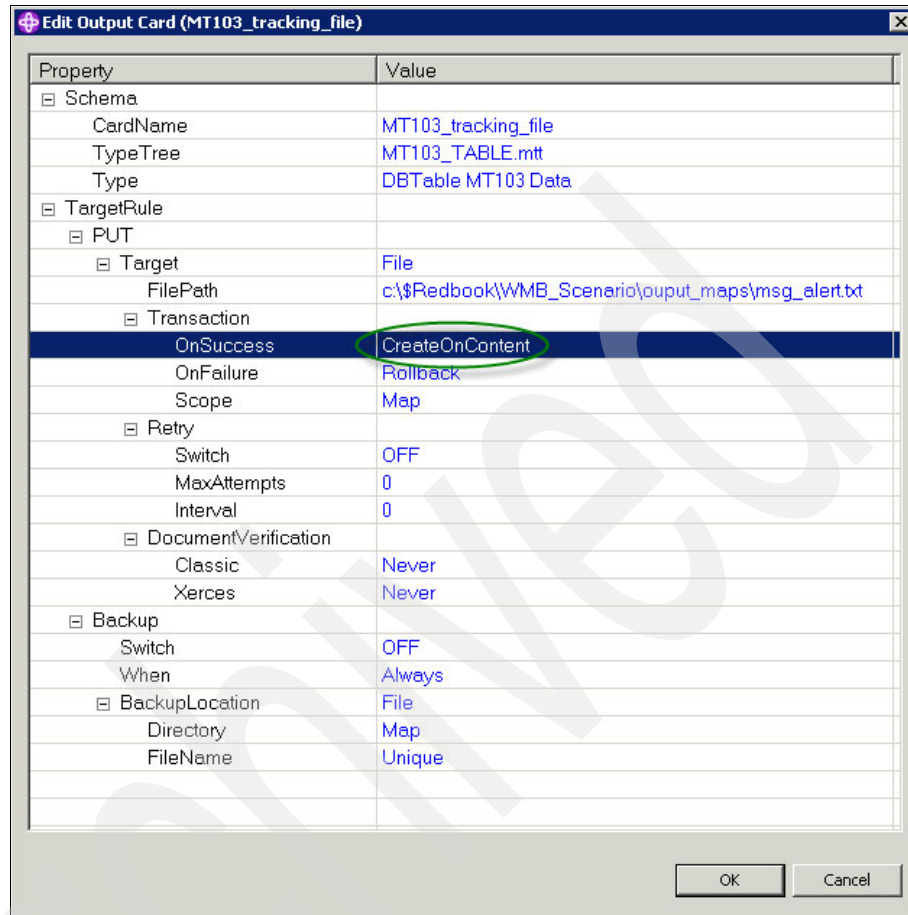 Edit Output Card (MT103_tracking_file)
Property Value
Schema
CardName MT103_tracking_file
TypeTree MT103_TABLE.mtt
Type DBTable MT103 Data
TargetRule
PUT
Target File
FilePath c:\$Redbook\WMB_Scenario\ouput_maps\msg_alert.txt
Transaction
OnSuccess CreateOnContent
OnFailure Rollback
Scope Map
Retry
Switch OFF
MaxAttempts 0
Interval 0
DocumentVerification
Classic Never
Xerces Never
Backup
Switch OFF
When Always
BackupLocation File
Directory Map
FileName Unique
OK Cancel